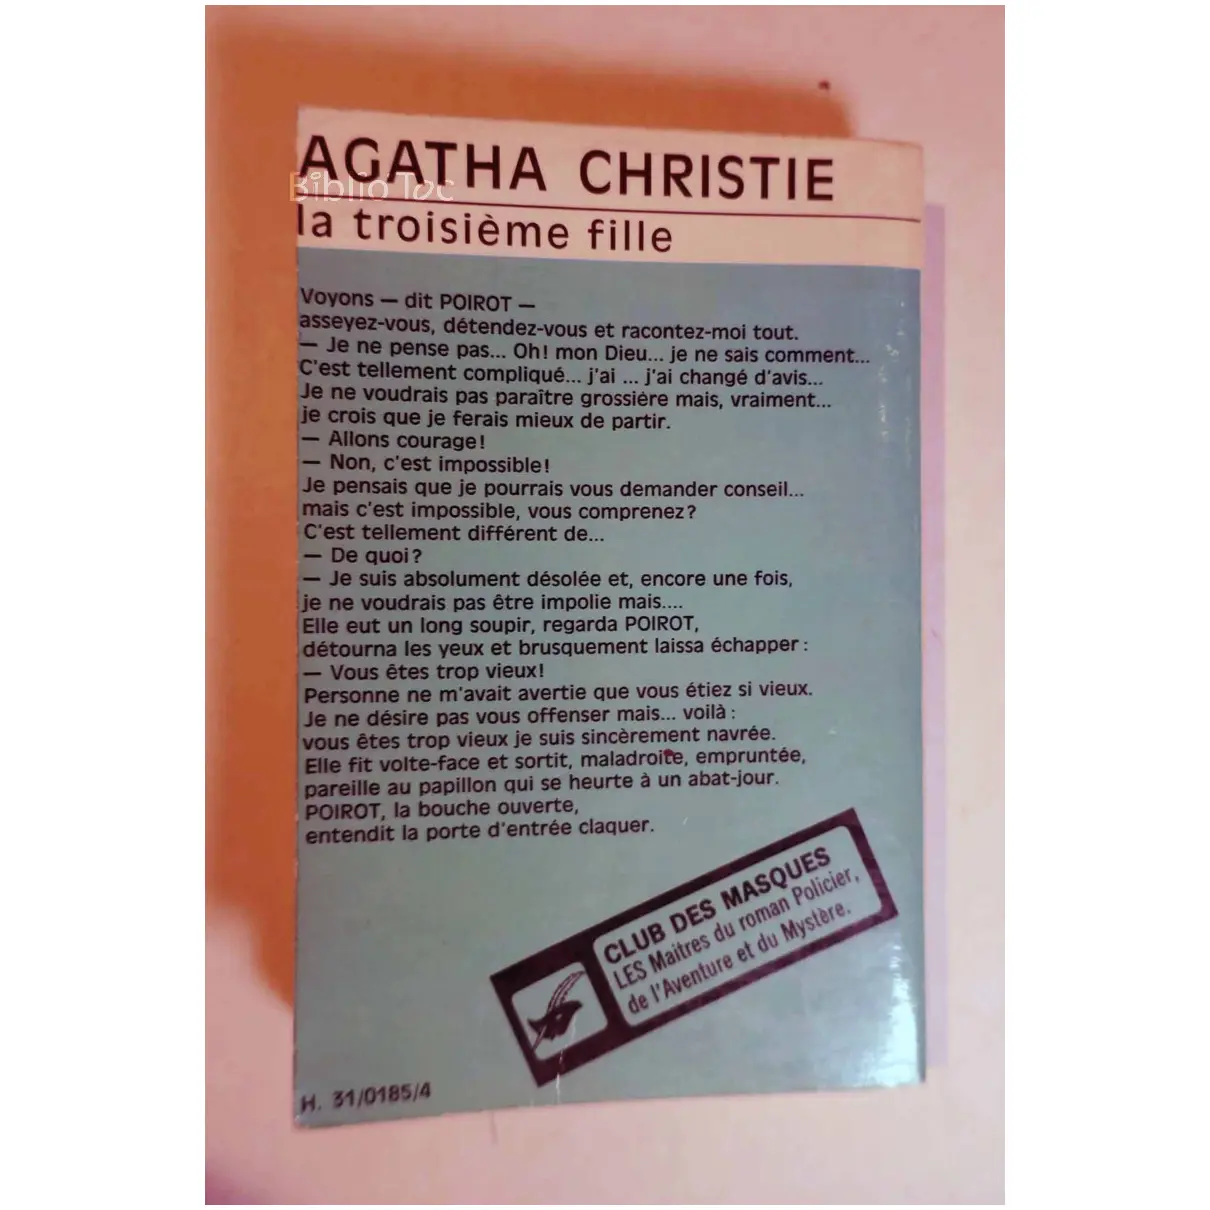 AGATHA CHRISTIE
Biblio Toc
la troisième fille
Voyons — dit POIROT —
asseyez-vous, détendez-vous et racontez-moi tout.
— Je ne pense pas... Oh! mon Dieu... je ne sais comment...
C'est tellement compliqué... j'ai ... j'ai changé d'avis...
Je ne voudrais pas paraître grossière mais, vraiment...
je crois que je ferais mieux de partir.
— Allons courage!
— Non, c'est impossible!
Je pensais que je pourrais vous demander conseil...
mais c'est impossible, vous comprenez?
C'est tellement différent de...
— De quoi?
— Je suis absolument désolée et, encore une fois,
je ne voudrais pas être impolie mais....
Elle eut un long soupir, regarda POIROT,
détourna les yeux et brusquement laissa échapper :
— Vous êtes trop vieux!
Personne ne m'avait avertie que vous étiez si vieux.
Je ne désire pas vous offenser mais... voilà :
vous êtes trop vieux je suis sincèrement navrée.
Elle fit volte-face et sortit, maladroite, empruntée,
pareille au papillon qui se heurte à un abat-jour.
POIROT, la bouche ouverte,
entendit la porte d'entrée claquer.
CLUB DES MASQUES
LES Maitres du roman Policier,
de l'Aventure et du Mystère.
H. 31/0185/4